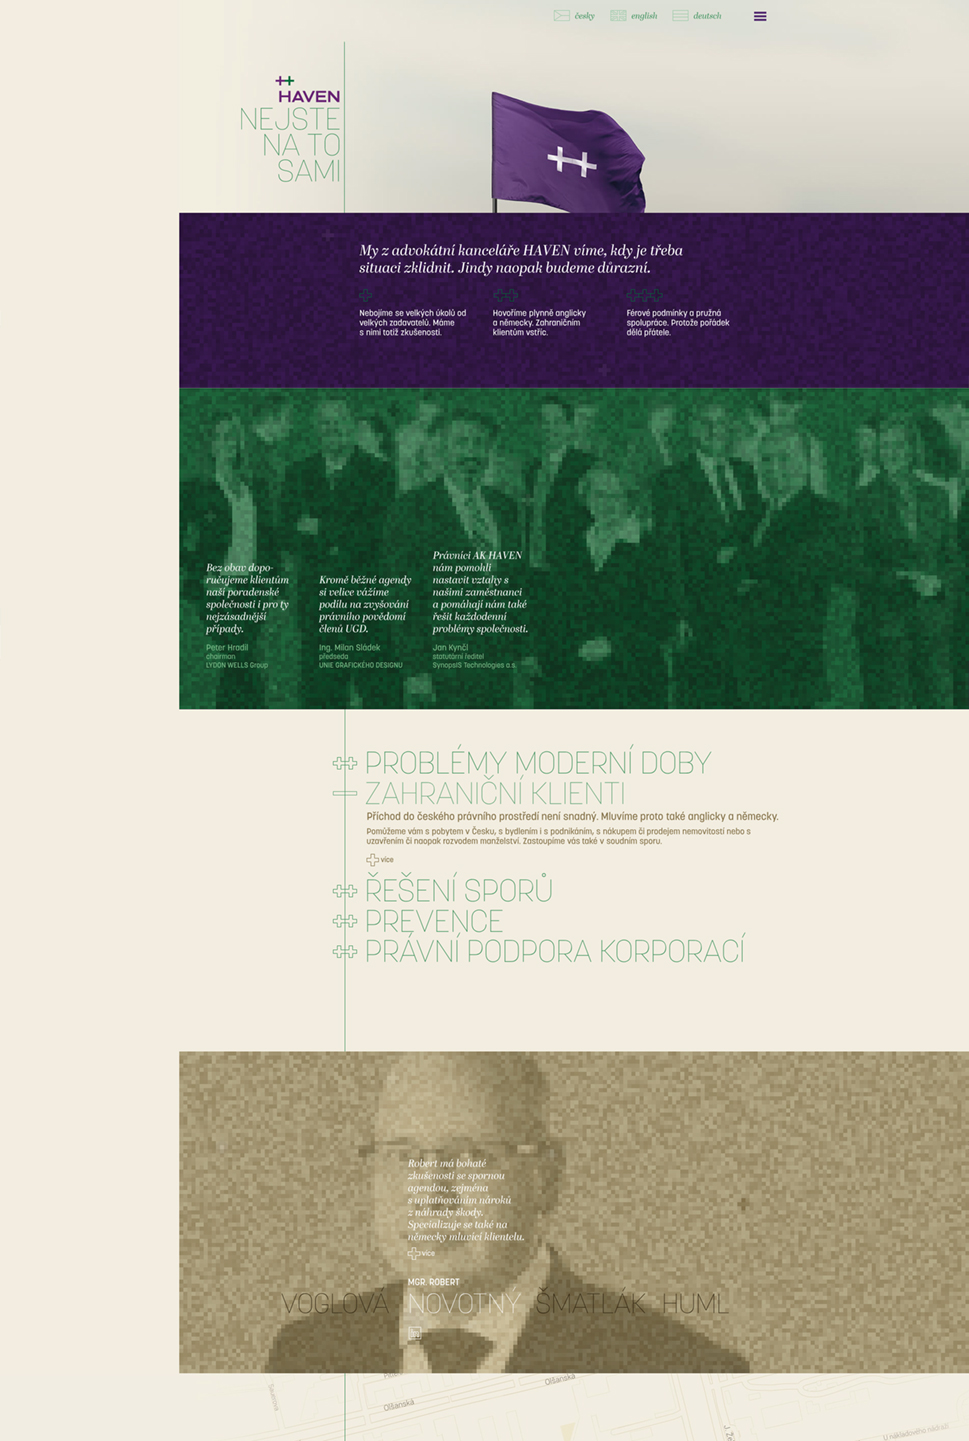 česky english deutsch
HAVEN
NEJSTE
NA TO
SAMI
My z advokátní kanceláře HAVEN víme, kdy je třeba
situaci zklidnit. Jindy naopak budeme důrazní.
Nebojíme se velkých úkolů od
velkých zadavatelů. Máme
s nimi totiž zkušenosti.
Hovoříme plynně anglicky
a německy. Zahraničním
klientům vstříc.
Férové podmínky a pružná
spolupráce. Protože pořádek
dělá přátele.
Bez obav dopo-
ručujeme klientům
naší poradenské
společnosti i pro ty
nejzásadnější
případy.
Peter Hradil
chairman
LYDON WELLS Group
Kromě běžné agendy
si velice vážíme
podílu na zvyšování
právního povědomí
členů UGD.
Ing. Milan Sládek
předseda
UNIE GRAFICKÉHO DESIGNU
Právníci AK HAVEN
nám pomohli
nastavit vztahy s
našimi zaměstnanci
a pomáhají nám také
řešit každodenní
problémy společnosti.
Jan Kynčl
statutární ředitel
SynopsIS Technologies a.s.
PROBLÉMY MODERNÍ DOBY
ZAHRANIČNÍ KLIENTI
Příchod do českého právního prostředí není snadný. Mluvíme proto také anglicky a německy.
Pomůžeme vám s pobytem v Česku, s bydlením i s podnikáním, s nákupem či prodejem nemovitostí nebo s
uzavřením či naopak rozvodem manželství. Zastoupíme vás také v soudním sporu.
více
ŘEŠENÍ SPORŮ
PREVENCE
PRÁVNÍ PODPORA KORPORACÍ
Robert má bohaté
zkušenosti se spornou
agendou, zejména
s uplatňováním nároků
z náhrady škody.
Specializuje se také na
německy mluvící klientelu.
více
MGR. ROBERT
VOGLOVÁ NOVOTNÝ ŠMATLÁK HUML
Olšanská
Olšanská
U nákladového nádraží